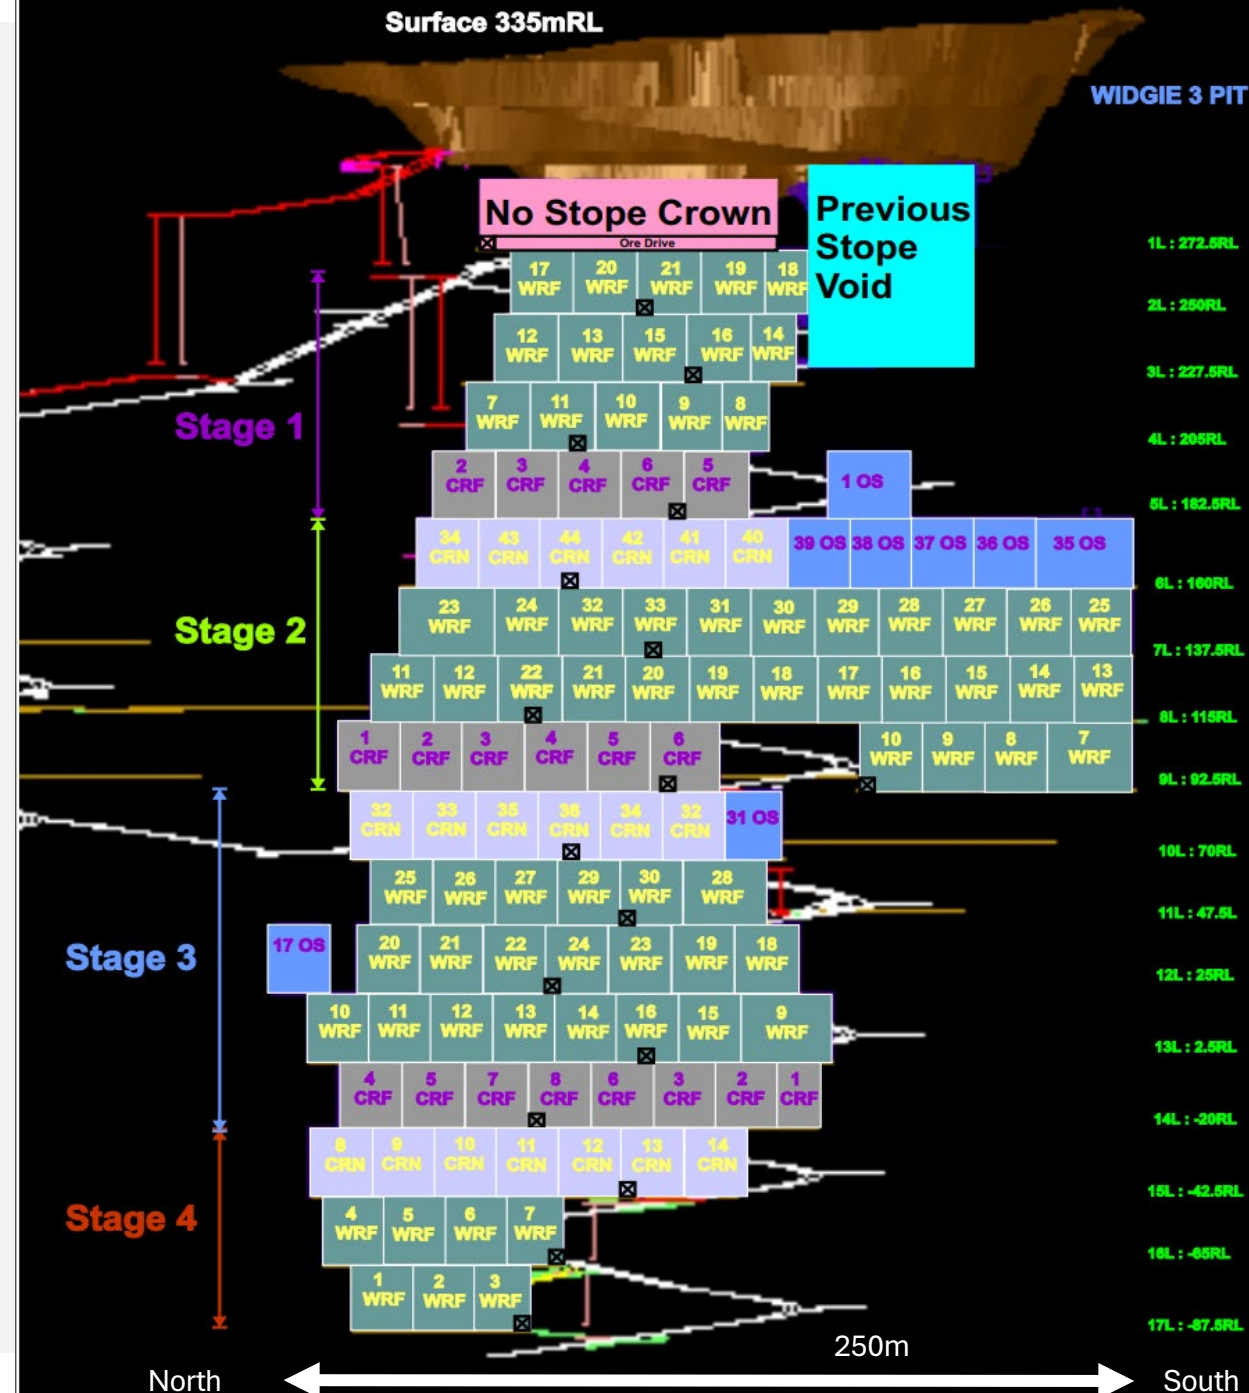 Surface 335mRL
WIDGIE 3 PIT
No Stope Crown
Ore Drive
Previous
Stope
Void
1L : 272.5RL
17 20 21 19 18
WRF WRF WRF WRF WRF
2L : 250RL
12 13 15 16 14
WRF WRF WRF WRF WRF
3L : 227.5RL
7 11 10 9 8
WRF WRF WRF WRF WRF
Stage 1
4L : 205RL
2 3 4 6 5
CRF CRF CRF CRF CRF
1 OS
5L : 182.5RL
34 43 44 42 41 40
CRN CRN CRN CRN CRN CRN
39 OS 38 OS 37 OS 36 OS 35 OS
6L : 160RL
23 24 32 33 31 30 29 28 27 26 25
WRF WRF WRF WRF WRF WRF WRF WRF WRF WRF WRF
Stage 2
7L : 137.5RL
11 12 22 21 20 19 18 17 16 15 14 13
WRF WRF WRF WRF WRF WRF WRF WRF WRF WRF WRF WRF
8L : 115RL
1 2 3 4 5 6
CRF CRF CRF CRF CRF CRF
10 9 8 7
WRF WRF WRF WRF
9L : 92.5RL
32 33 35 36 34 32
CRN CRN CRN CRN CRN CRN
31 OS
10L : 70RL
25 26 27 29 30 28
WRF WRF WRF WRF WRF WRF
11L : 47.5L
17 OS
20 21 22 24 23 19 18
WRF WRF WRF WRF WRF WRF WRF
Stage 3
12L : 25RL
10 11 12 13 14 16 15 9
WRF WRF WRF WRF WRF WRF WRF WRF
13L : 2.5RL
4 5 7 8 6 3 2 1
CRF CRF CRF CRF CRF CRF CRF CRF
14L : -20RL
8 9 10 11 12 13 14
CRN CRN CRN CRN CRN CRN CRN
15L : -42.5RL
4 5 6 7
WRF WRF WRF WRF
Stage 4
16L : -65RL
1 2 3
WRF WRF WRF
17L : -87.5RL
250m
North
South